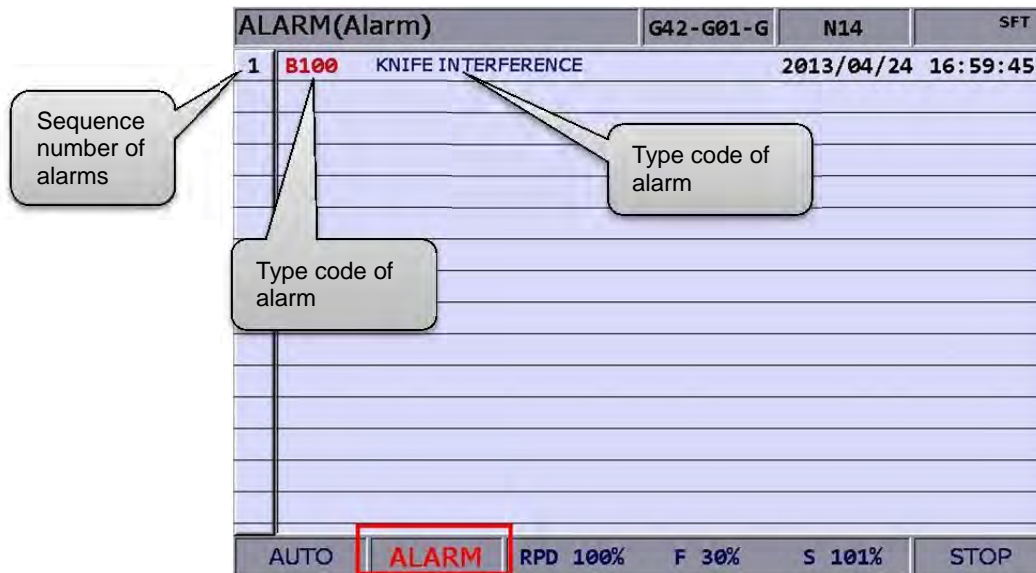 ALARM(Alarm) G42-G01-G N14 SFT
1 B100 KNIFE INTERFERENCE 2013/04/24 16:59:45
Sequence
number of
alarms
Type code of
alarm
Type code of
alarm
AUTO ALARM RPD 100% F 30% S 101% STOP